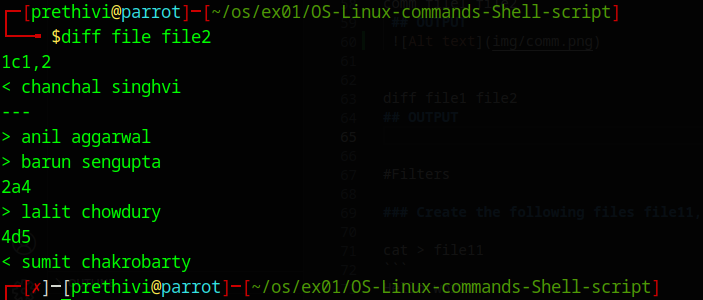 ┌─[prethivi@parrot]─[~/os/ex01/OS-Linux-commands-Shell-script]
└──╼ $diff file file2
1c1,2
< chanchal singhvi
---
> anil aggarwal
> barun sengupta
2a4
> lalit chowdury
4d5
< sumit chakrobarty
┌─[✗]─[prethivi@parrot]─[~/os/ex01/OS-Linux-commands-Shell-script]
60 ![Alt text](img/comm.png)
61
62
63 diff file1 file2
64 ## OUTPUT
65
66
67 #Filters
68
69 ### Create the following files file11,
70
71 cat > file11